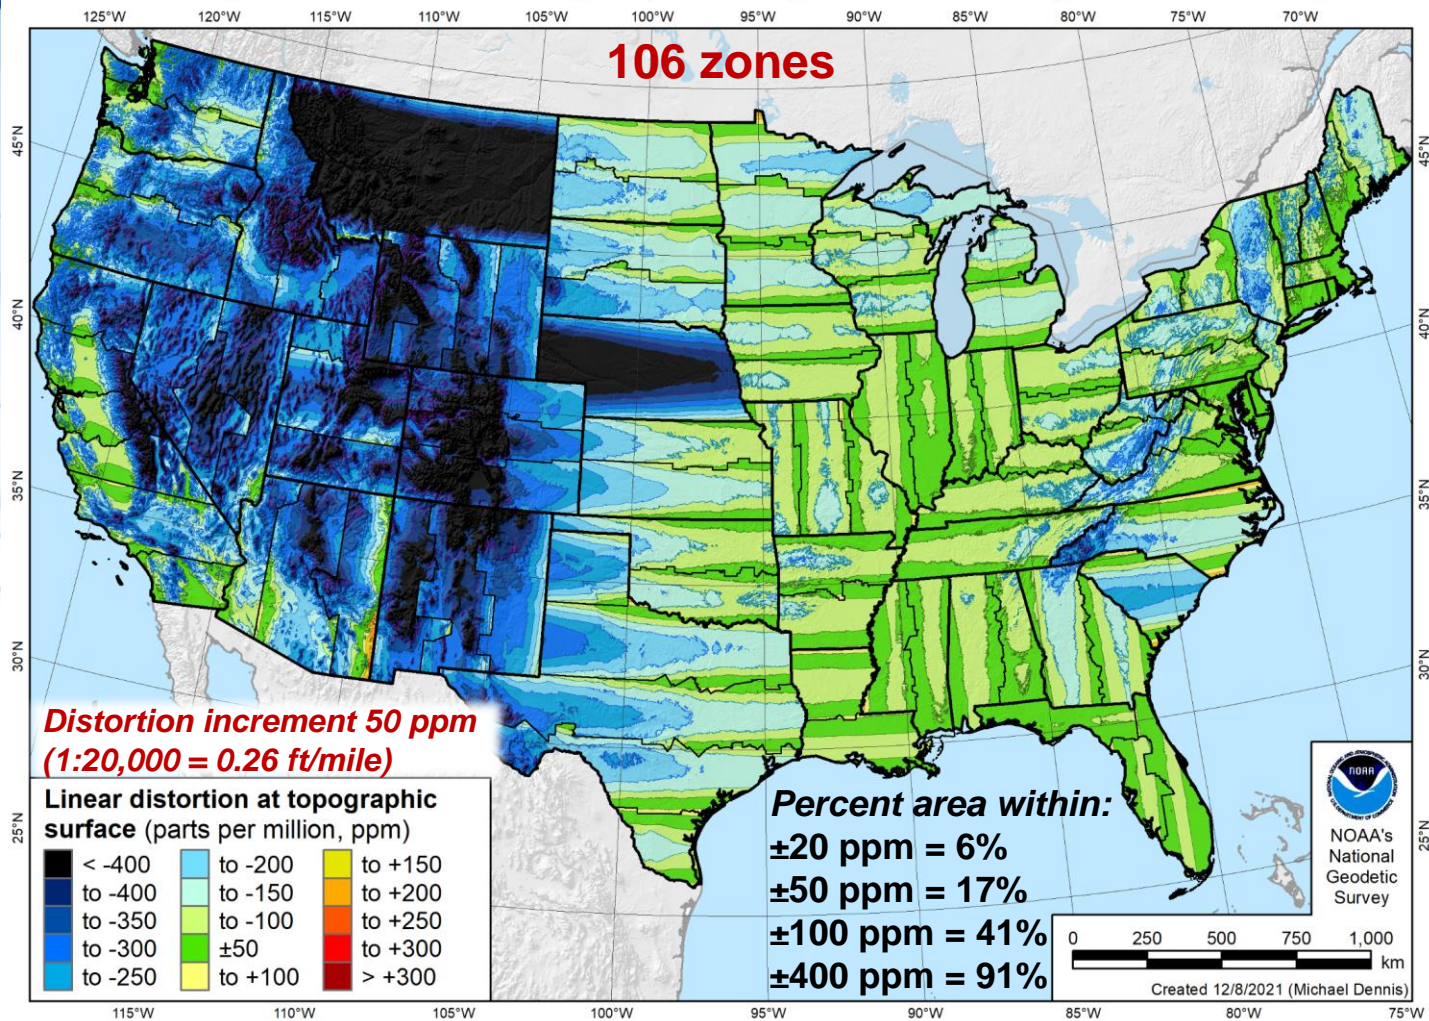 125°W 120°W 115°W 110°W 105°W 100°W 95°W 90°W 85°W 80°W 75°W 70°W
106 zones
45°N
45°N
40°N
40°N
35°N
35°N
30°N
30°N
25°N
25°N
Distortion increment 50 ppm
(1:20,000 = 0.26 ft/mile)
Linear distortion at topographic
surface (parts per million, ppm)
< -400 to -200 to +150
to -400 to -150 to +200
to -350 to -100 to +250
to -300 ±50 to +300
to -250 to +100 > +300
Percent area within:
±20 ppm = 6%
±50 ppm = 17%
±100 ppm = 41%
±400 ppm = 91%
NOAA
NOAA's
National
Geodetic
Survey
0 250 500 750 1,000
km
Created 12/8/2021 (Michael Dennis)
115°W 110°W 105°W 100°W 95°W 90°W 85°W 80°W 75°W